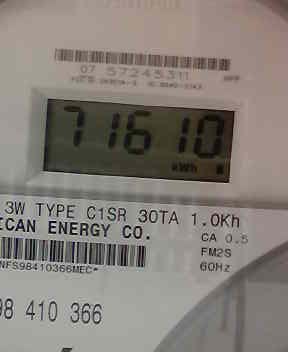 07 57245311
71610
kWh
3W TYPE C1SR 30TA 1.0Kh
ICAN ENERGY CO.
CA 0.5
FM2S
60Hz
NFS98410366MEC*
98 410 366